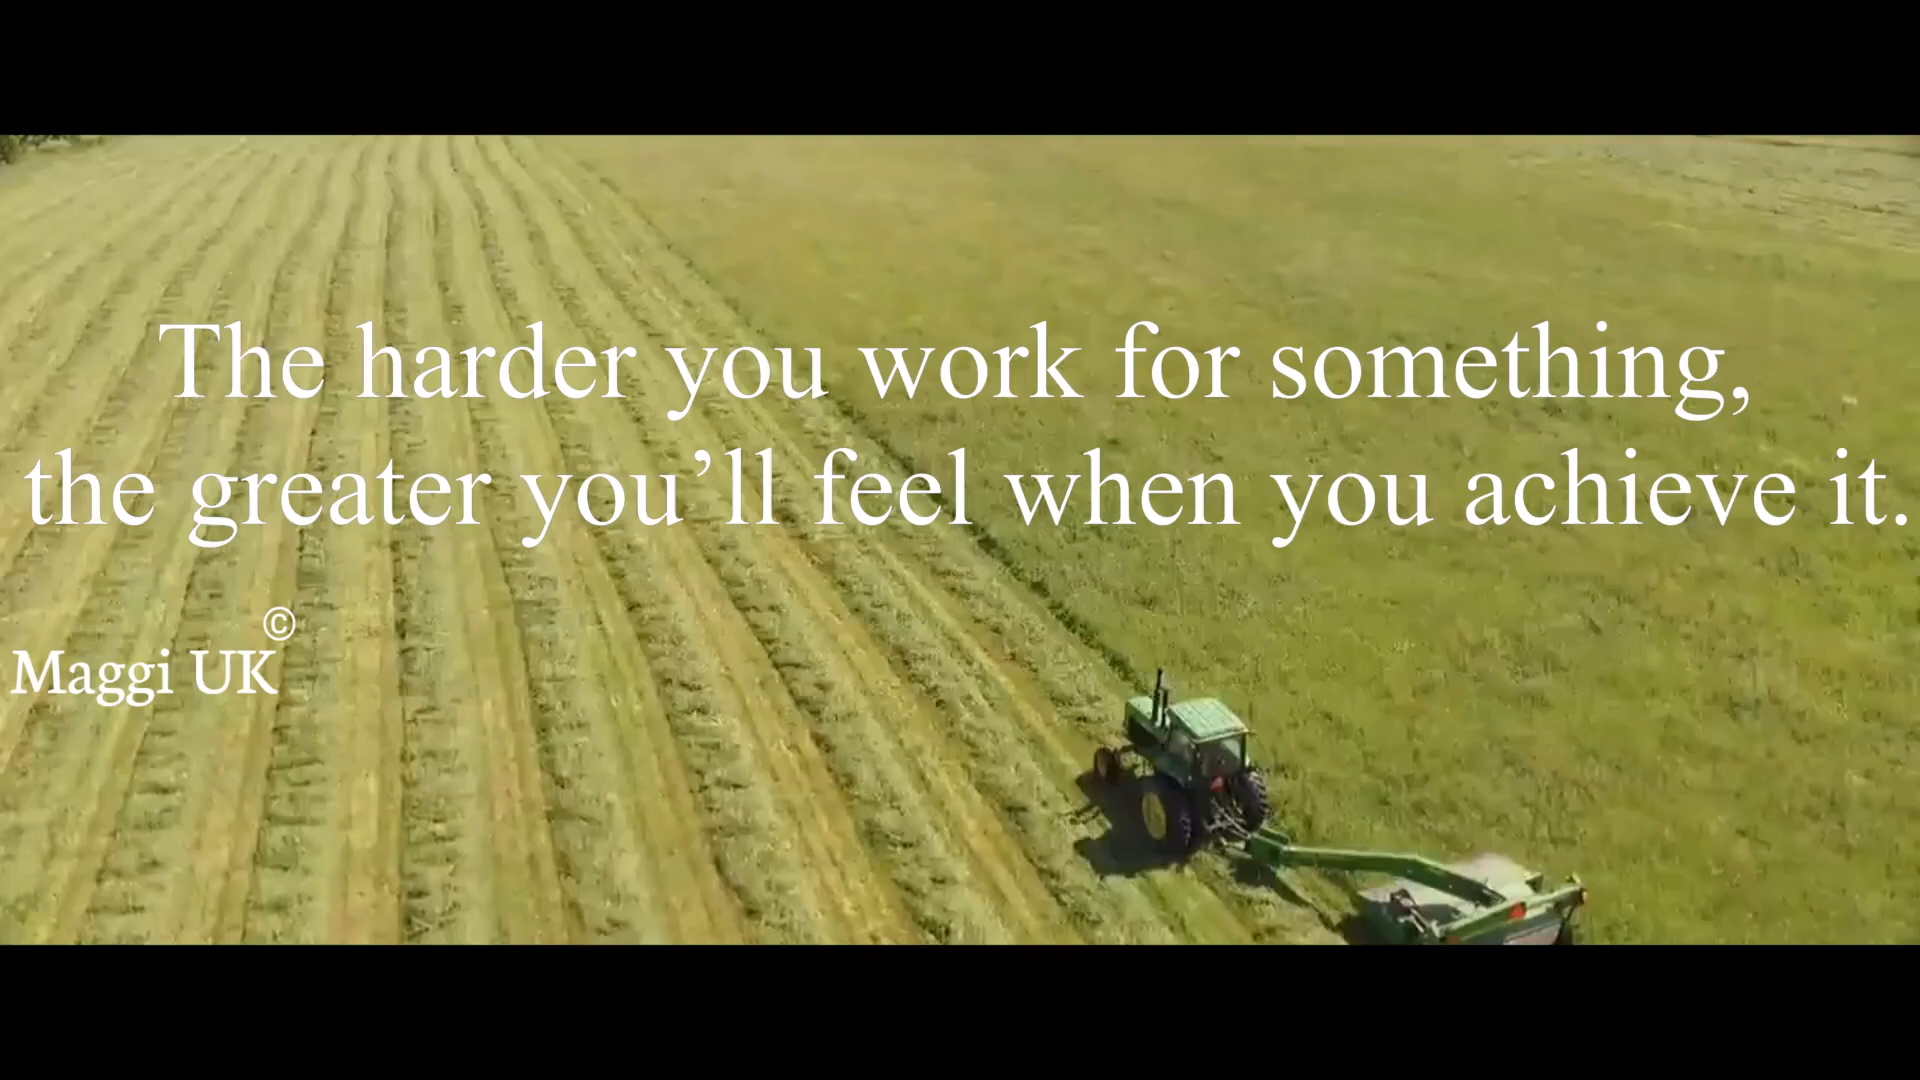 The harder you work for something,
the greater you’ll feel when you achieve it.
©
Maggi UK